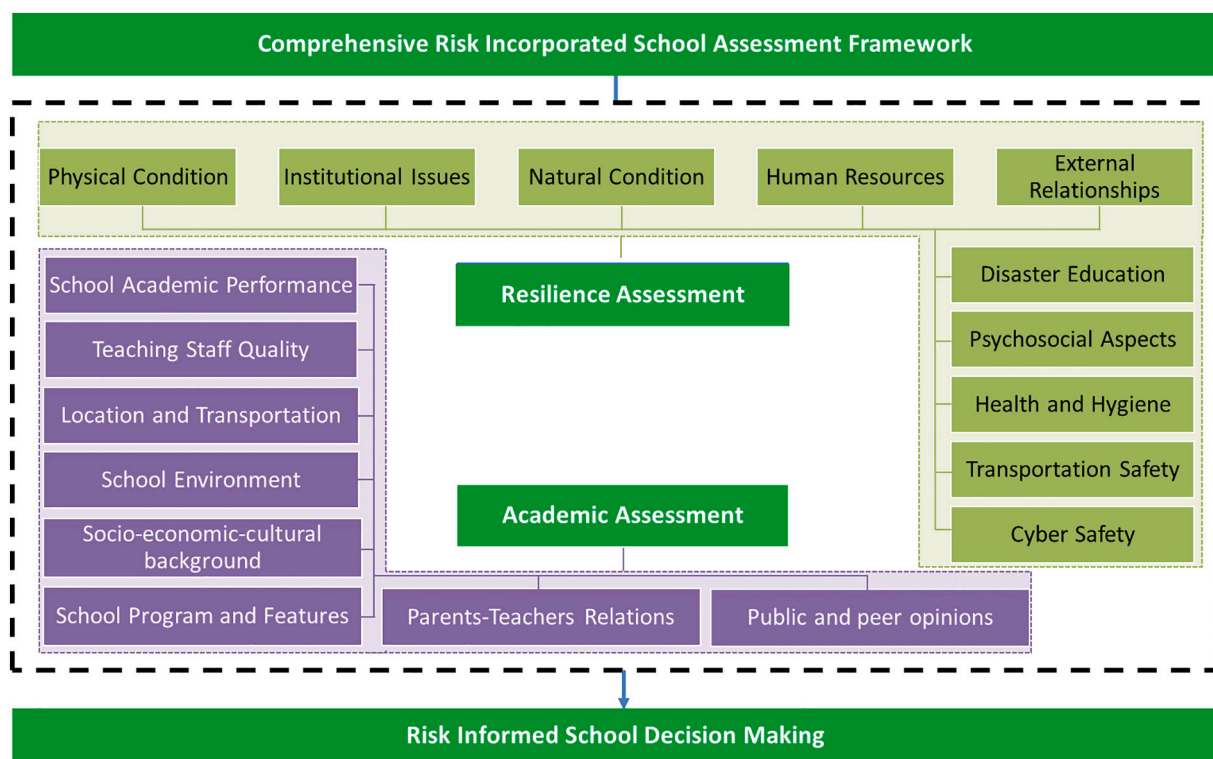 Comprehensive Risk Incorporated School Assessment Framework
Physical Condition
Institutional Issues
Natural Condition
Human Resources
External
Relationships
School Academic Performance
Teaching Staff Quality
Location and Transportation
School Environment
Socio-economic-cultural
background
School Program and Features
Resilience Assessment
Academic Assessment
Parents-Teachers Relations
Public and peer opinions
Disaster Education
Psychosocial Aspects
Health and Hygiene
Transportation Safety
Cyber Safety
Risk Informed School Decision Making